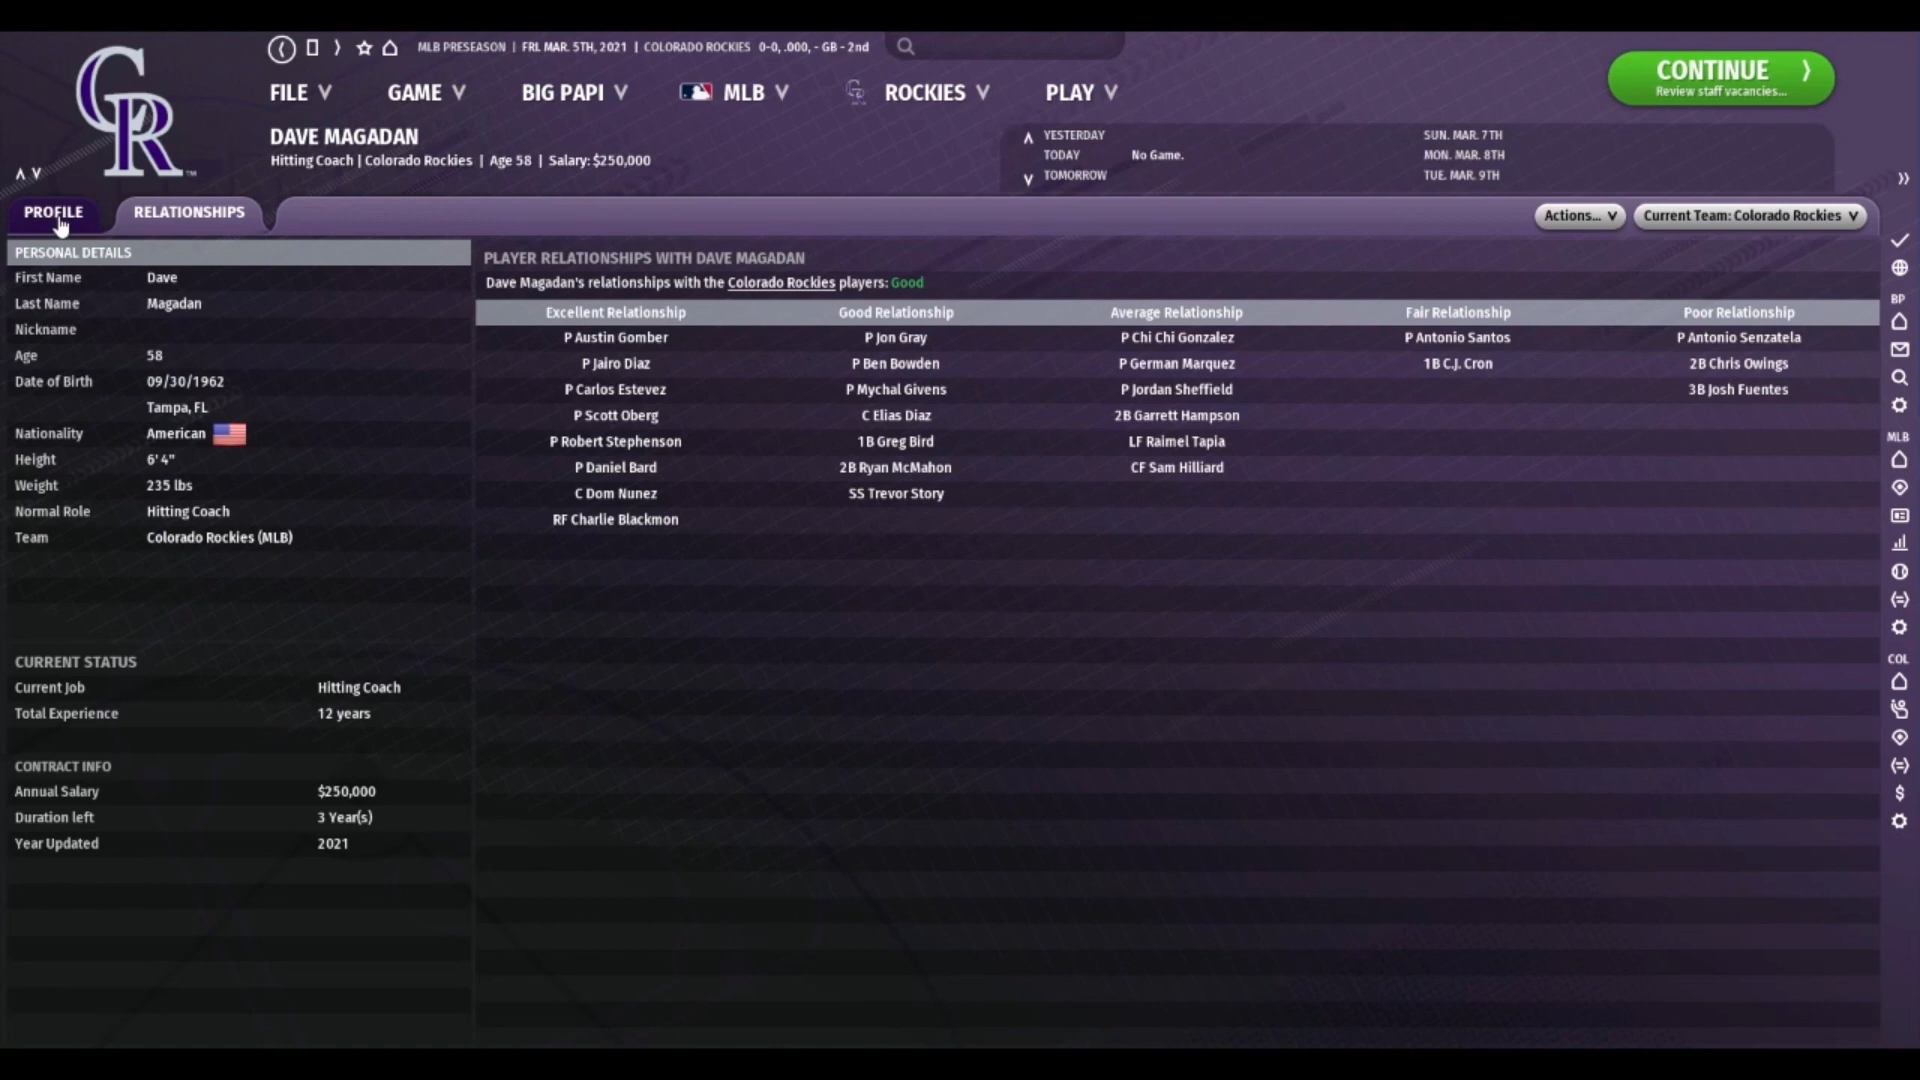 MLB PRESEASON | FRI. MAR. 5TH, 2021 | COLORADO ROCKIES 0-0, .000, - GB - 2nd
FILE GAME BIG PAPI MLB ROCKIES PLAY
CONTINUE
Review staff vacancies...
CR
TM
DAVE MAGADAN
Hitting Coach | Colorado Rockies | Age 58 | Salary: $250,000
YESTERDAY SUN. MAR. 7TH
TODAY No Game. MON. MAR. 8TH
TOMORROW TUE. MAR. 9TH
PROFILE RELATIONSHIPS Actions... Current Team: Colorado Rockies
PERSONAL DETAILS
First Name Dave
Last Name Magadan
Nickname
Age 58
Date of Birth 09/30/1962
Tampa, FL
Nationality American
Height 6' 4"
Weight 235 lbs
Normal Role Hitting Coach
Team Colorado Rockies (MLB)
CURRENT STATUS
Current Job Hitting Coach
Total Experience 12 years
CONTRACT INFO
Annual Salary $250,000
Duration left 3 Year(s)
Year Updated 2021
PLAYER RELATIONSHIPS WITH DAVE MAGADAN
Dave Magadan's relationships with the Colorado Rockies players: Good
Excellent Relationship Good Relationship Average Relationship Fair Relationship Poor Relationship
P Austin Gomber P Jon Gray P Chi Chi Gonzalez P Antonio Santos P Antonio Senzatela
P Jairo Diaz P Ben Bowden P German Marquez 1B C.J. Cron 2B Chris Owings
P Carlos Estevez P Mychal Givens P Jordan Sheffield 3B Josh Fuentes
P Scott Oberg C Elias Diaz 2B Garrett Hampson
P Robert Stephenson 1B Greg Bird LF Raimel Tapia
P Daniel Bard 2B Ryan McMahon CF Sam Hilliard
C Dom Nunez SS Trevor Story
RF Charlie Blackmon
BP
MLB
COL